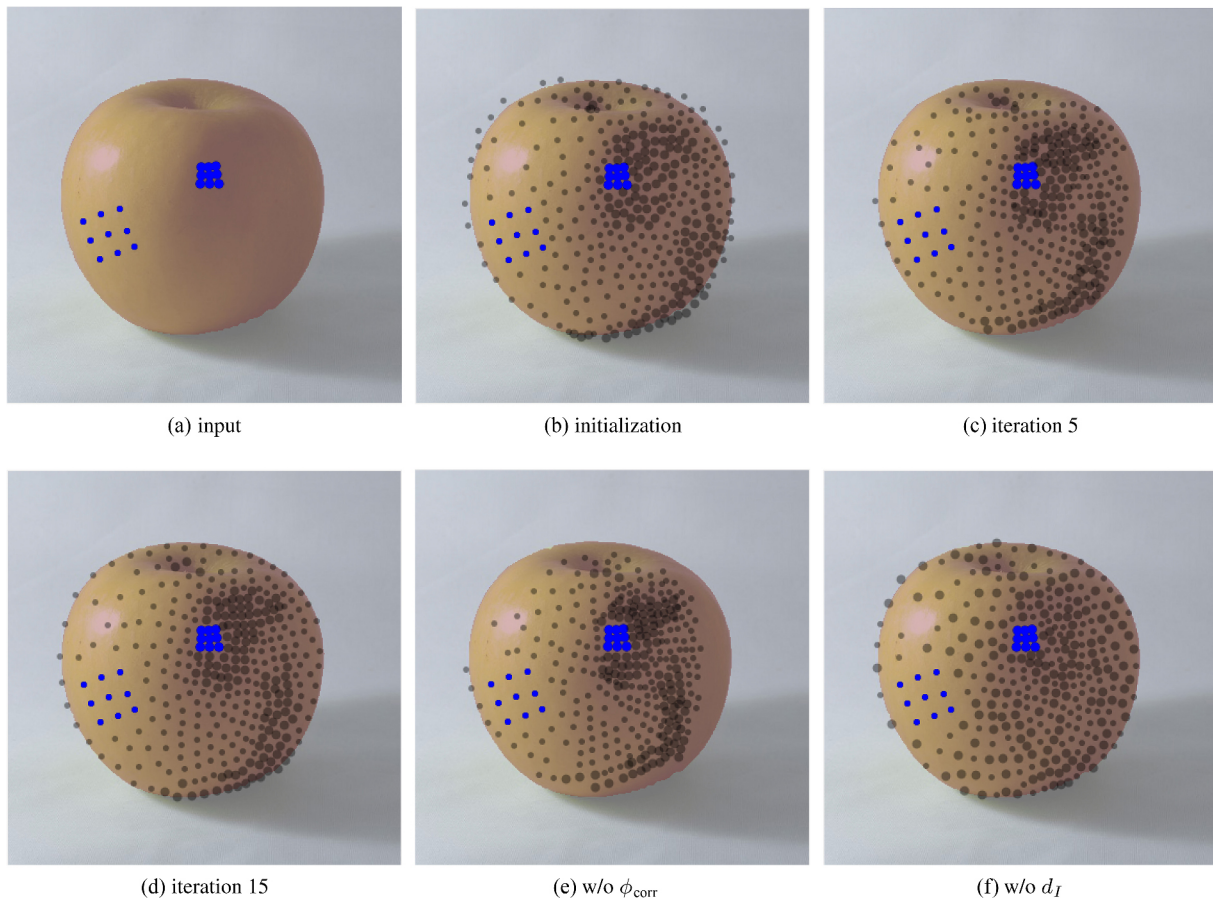 (a) input
(b) initialization
(c) iteration 5
(d) iteration 15
(e) w/o ϕcorr
(f) w/o dI